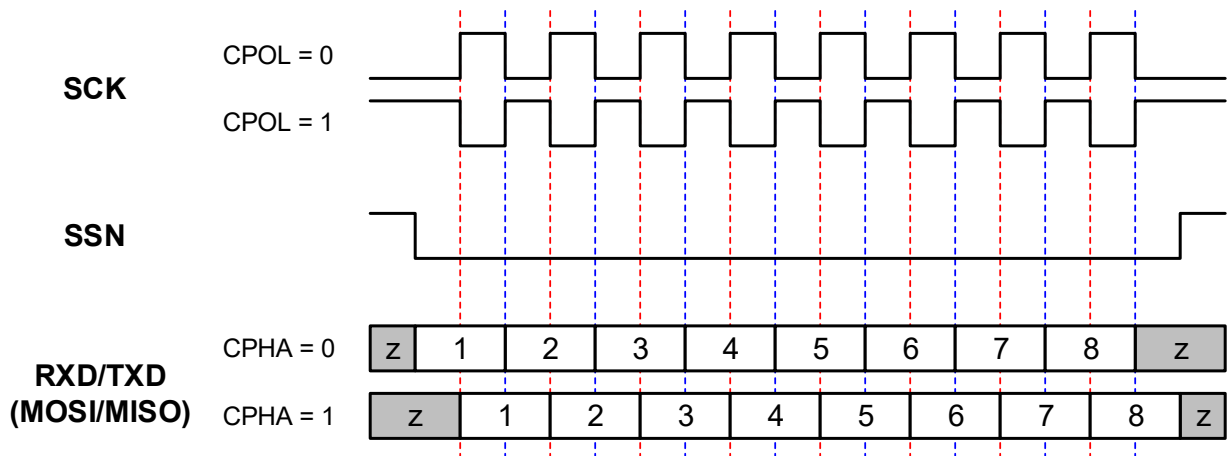 SCK
CPOL = 0
CPOL = 1
SSN
RXD/TXD
(MOSI/MISO)
CPHA = 0
z 1 2 3 4 5 6 7 8 z
CPHA = 1
z 1 2 3 4 5 6 7 8 z